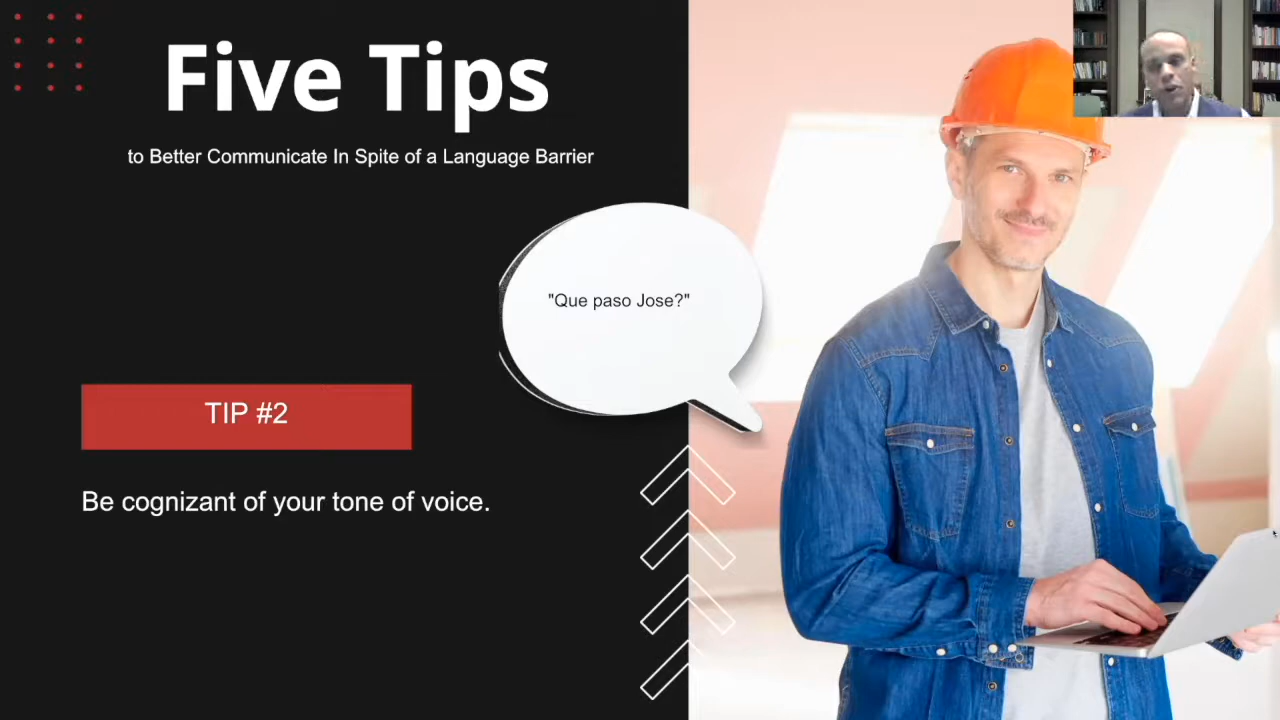 Five Tips
to Better Communicate In Spite of a Language Barrier
"Que paso Jose?"
TIP #2
Be cognizant of your tone of voice.